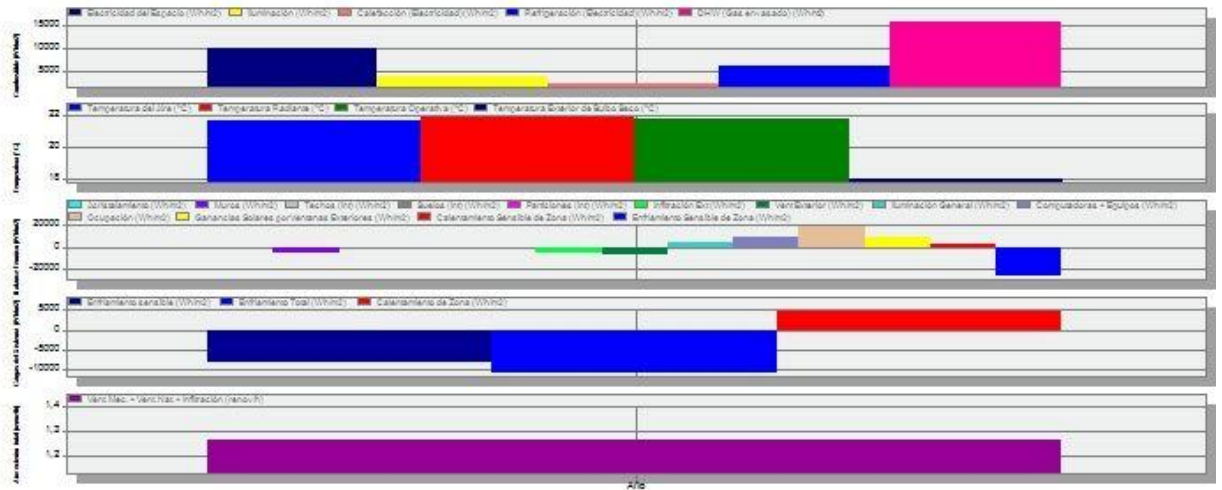 Electricidad del Espacio (Wh/m2) Iluminación (Wh/m2) Calefacción (Electricidad) (Wh/m2) Refrigeración (Electricidad) (Wh/m2) DHW (Gas envasado) (Wh/m2)
15000
10000
5000
Temperatura del Aire (°C) Temperatura Radiante (°C) Temperatura Operativa (°C) Temperatura Exterior de Bulbo Seco (°C)
22
20
18
Acristalamiento (Wh/m2) Muros (Wh/m2) Techos (int) (Wh/m2) Suelos (int) (Wh/m2) Particiones (int) (Wh/m2) Infiltración Ext (Wh/m2) Vent Exterior (Wh/m2) Iluminación General (Wh/m2) Computadoras + Equipos (Wh/m2)
Ocupación (Wh/m2) Ganancias Solares por Ventanas Exteriores (Wh/m2) Calentamiento Sensible de Zona (Wh/m2) Enfriamiento Sensible de Zona (Wh/m2)
20000
0
-20000
Enfriamiento sensible (Wh/m2) Enfriamiento Total (Wh/m2) Calentamiento de Zona (Wh/m2)
5000
0
-5000
-10000
Vent Mec. + Vent Nat + Infiltración (renov/h)
1,4
1,3
1,2
Año